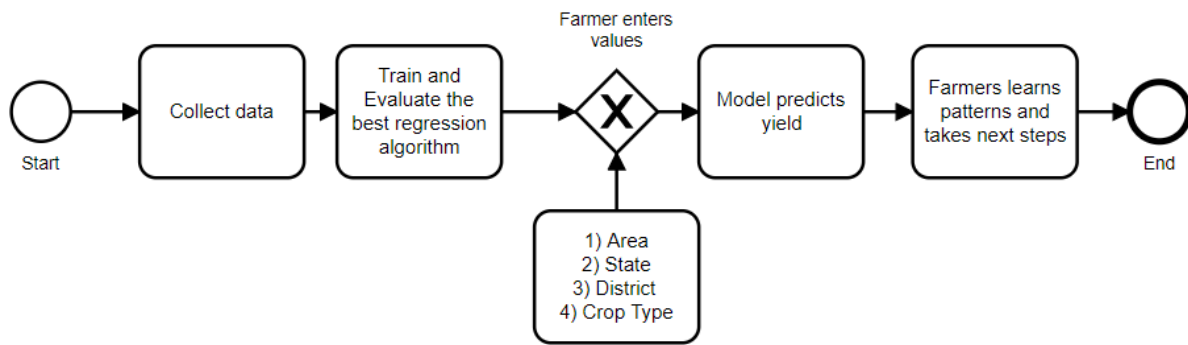 Start
Collect data
Train and
Evaluate the
best regression
algorithm
Farmer enters
values
X
1) Area
2) State
3) District
4) Crop Type
Model predicts
yield
Farmers learns
patterns and
takes next steps
End